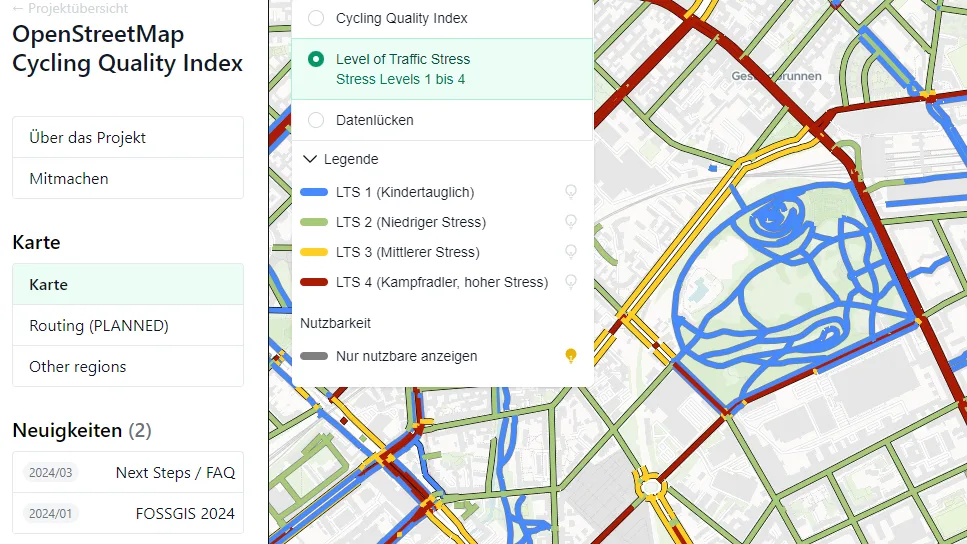 ← Projektübersicht
OpenStreetMap
Cycling Quality Index
Über das Projekt
Mitmachen
Karte
Karte
Routing (PLANNED)
Other regions
Neuigkeiten (2)
2024/03 Next Steps / FAQ
2024/01 FOSSGIS 2024
Cycling Quality Index
Level of Traffic Stress
Stress Levels 1 bis 4
Datenlücken
Legende
LTS 1 (Kindertauglich)
LTS 2 (Niedriger Stress)
LTS 3 (Mittlerer Stress)
LTS 4 (Kampfradler, hoher Stress)
Nutzbarkeit
Nur nutzbare anzeigen